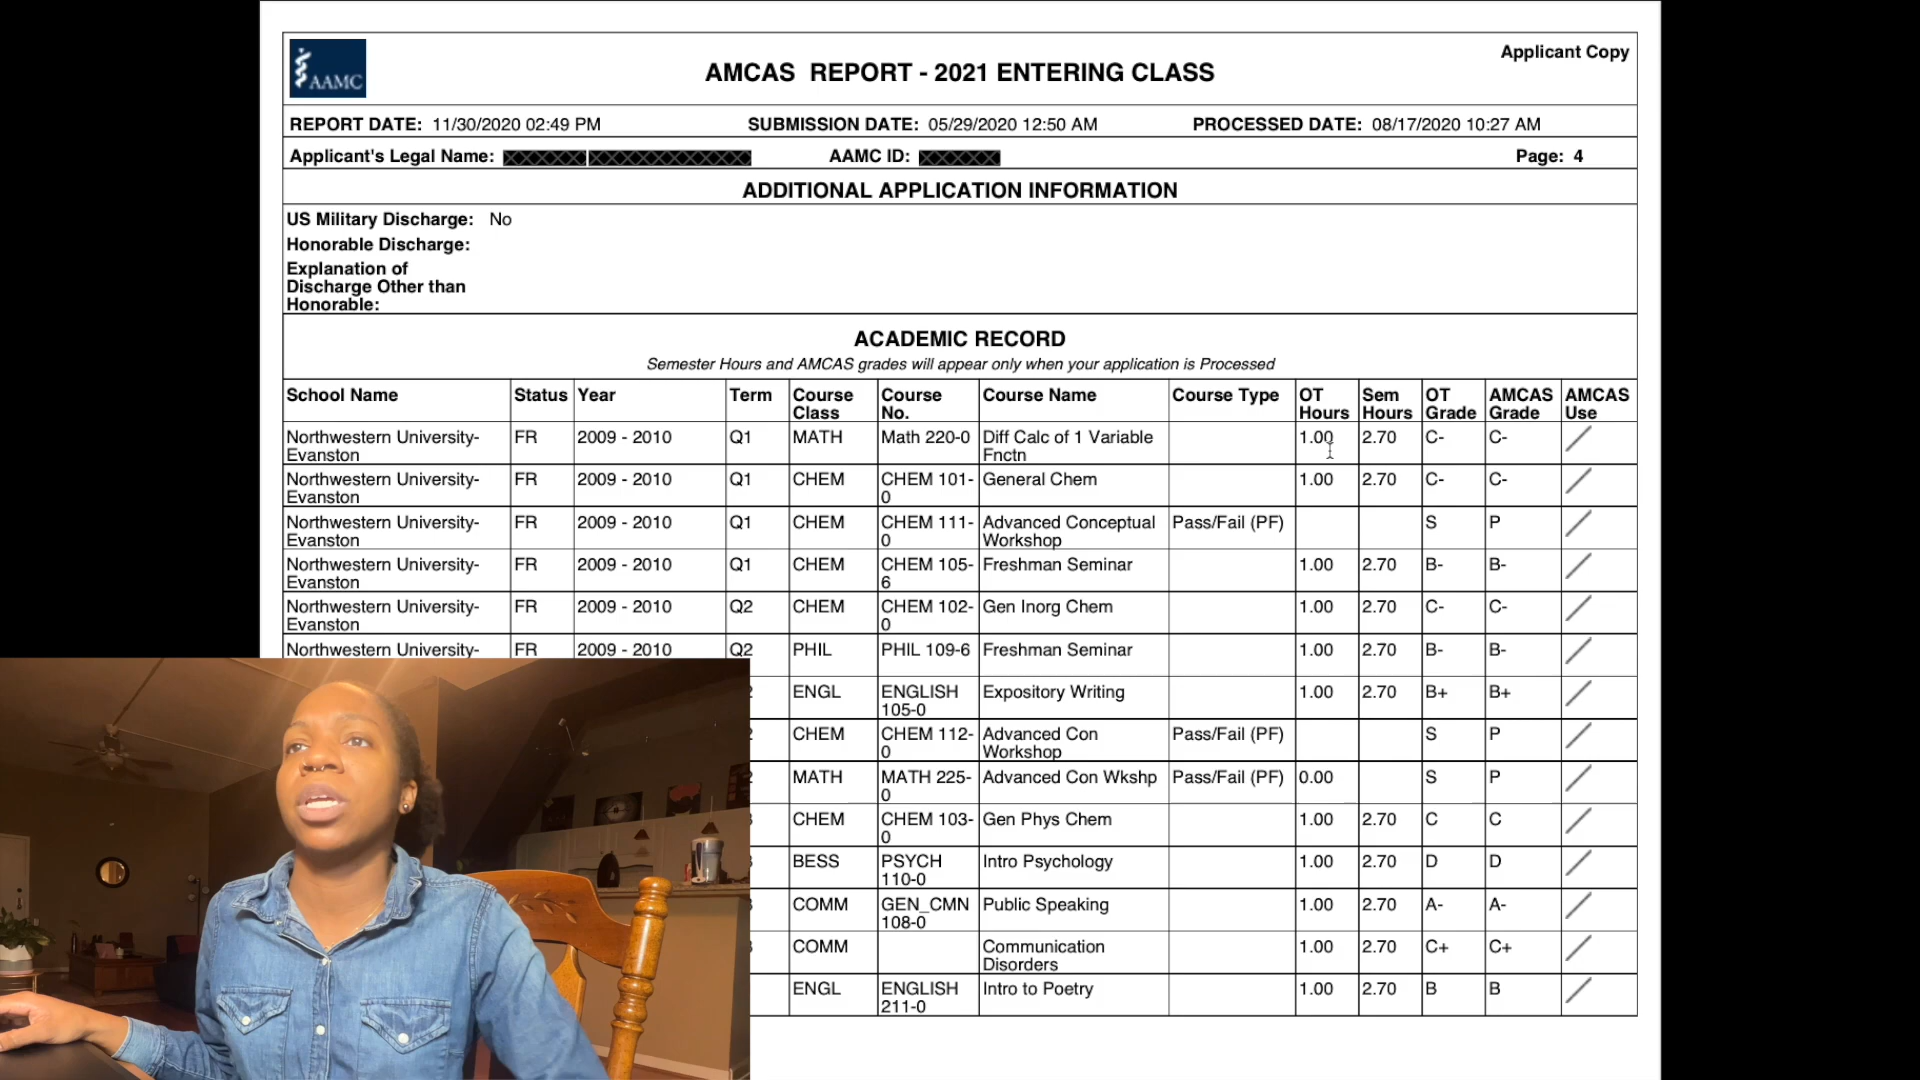 AAMC
AMCAS REPORT - 2021 ENTERING CLASS
Applicant Copy
REPORT DATE: 11/30/2020 02:49 PM SUBMISSION DATE: 05/29/2020 12:50 AM PROCESSED DATE: 08/17/2020 10:27 AM
Applicant's Legal Name: AAMC ID: Page: 4
ADDITIONAL APPLICATION INFORMATION
US Military Discharge: No
Honorable Discharge:
Explanation of
Discharge Other than
Honorable:
ACADEMIC RECORD
Semester Hours and AMCAS grades will appear only when your application is Processed
School Name Status Year Term Course Class Course No. Course Name Course Type OT Hours Sem Hours OT Grade AMCAS Grade AMCAS Use
Northwestern University- FR 2009 - 2010 Q1 MATH Math 220-0 Diff Calc of 1 Variable 1.00 2.70 C- C-
Evanston Fnctn
Northwestern University- FR 2009 - 2010 Q1 CHEM CHEM 101- General Chem 1.00 2.70 C- C-
Evanston 0
Northwestern University- FR 2009 - 2010 Q1 CHEM CHEM 111- Advanced Conceptual Pass/Fail (PF) S P
Evanston 0 Workshop
Northwestern University- FR 2009 - 2010 Q1 CHEM CHEM 105- Freshman Seminar 1.00 2.70 B- B-
Evanston 6
Northwestern University- FR 2009 - 2010 Q2 CHEM CHEM 102- Gen Inorg Chem 1.00 2.70 C- C-
Evanston 0
Northwestern University- FR 2009 - 2010 Q2 PHIL PHIL 109-6 Freshman Seminar 1.00 2.70 B- B-
ENGL ENGLISH Expository Writing 1.00 2.70 B+ B+
105-0
CHEM CHEM 112- Advanced Con Pass/Fail (PF) S P
0 Workshop
MATH MATH 225- Advanced Con Wkshp Pass/Fail (PF) 0.00 S P
0
CHEM CHEM 103- Gen Phys Chem 1.00 2.70 C C
0
BESS PSYCH Intro Psychology 1.00 2.70 D D
110-0
COMM GEN_CMN Public Speaking 1.00 2.70 A- A-
108-0
COMM Communication 1.00 2.70 C+ C+
Disorders
ENGL ENGLISH Intro to Poetry 1.00 2.70 B B
211-0